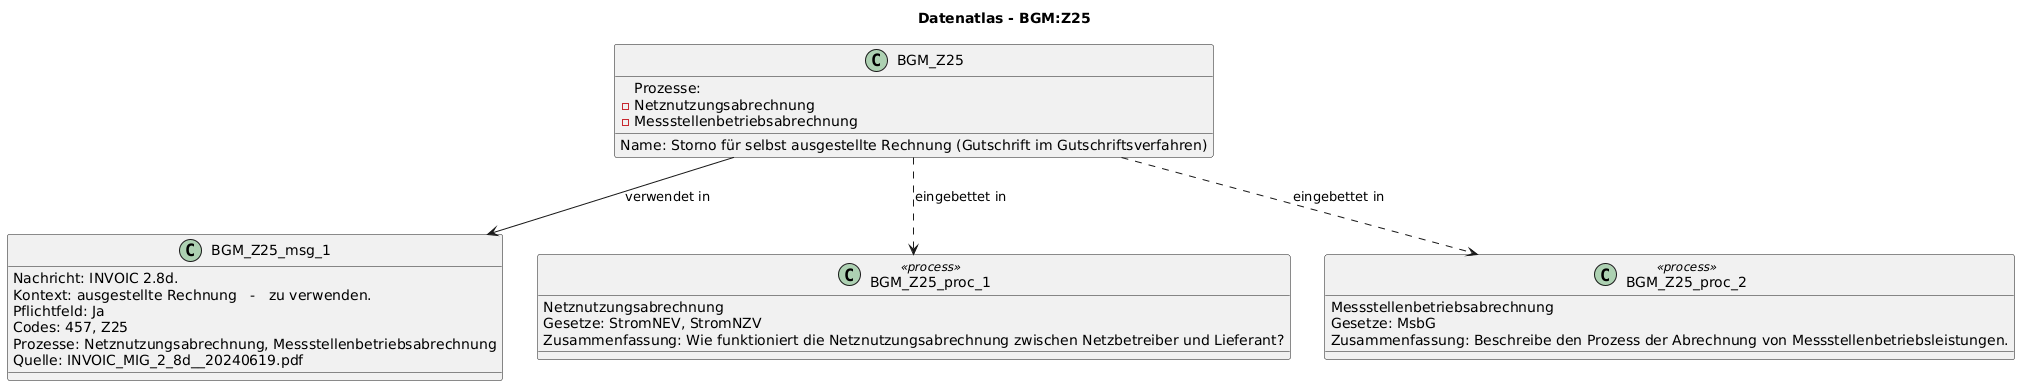 Datenatlas - BGM:Z25
C BGM_Z25
Prozesse:
Netznutzungsabrechnung
Messstellenbetriebsabrechnung
Name: Storno für selbst ausgestellte Rechnung (Gutschrift im Gutschriftsverfahren)
verwendet in
eingebettet in
eingebettet in
C BGM_Z25_msg_1
Nachricht: INVOIC 2.8d.
Kontext: ausgestellte Rechnung   -   zu verwenden.
Pflichtfeld: Ja
Codes: 457, Z25
Prozesse: Netznutzungsabrechnung, Messstellenbetriebsabrechnung
Quelle: INVOIC_MIG_2_8d__20240619.pdf
«process»
C BGM_Z25_proc_1
Netznutzungsabrechnung
Gesetze: StromNEV, StromNZV
Zusammenfassung: Wie funktioniert die Netznutzungsabrechnung zwischen Netzbetreiber und Lieferant?
«process»
C BGM_Z25_proc_2
Messstellenbetriebsabrechnung
Gesetze: MsbG
Zusammenfassung: Beschreibe den Prozess der Abrechnung von Messstellenbetriebsleistungen.